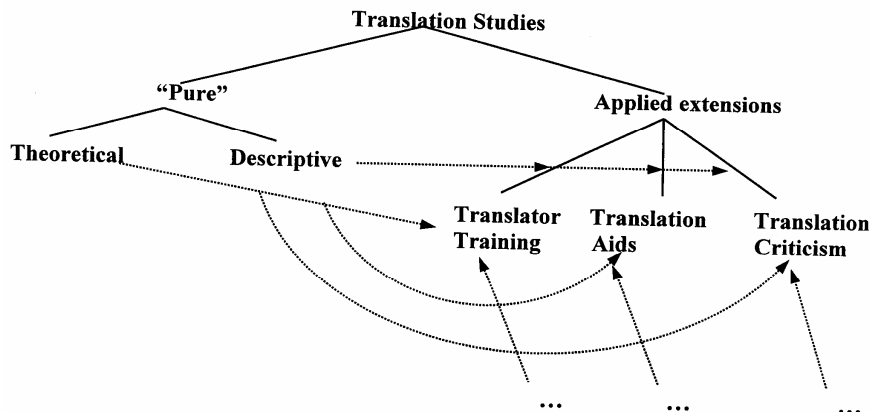 Translation Studies
“Pure”
Applied extensions
Theoretical
Descriptive
Translator
Training
Translation
Aids
Translation
Criticism
...
...
...